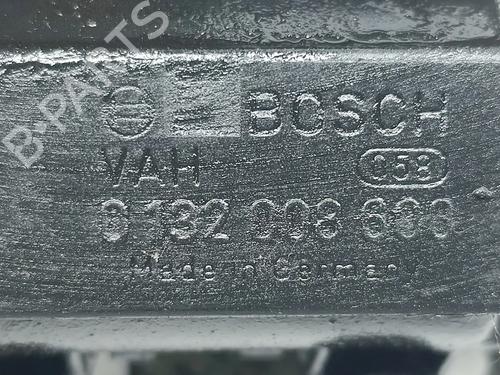 B-PARTS
BOSCH
VAH 058
0 132 008 600
Made in Germany